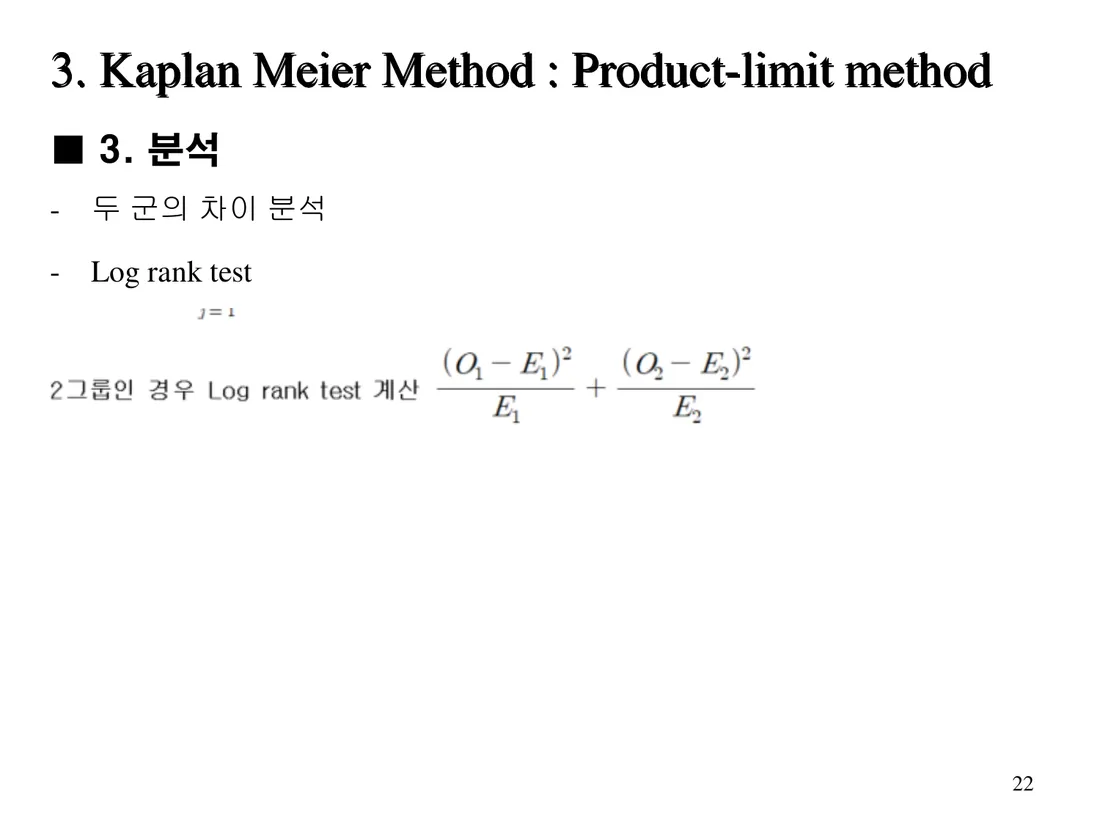 3. Kaplan Meier Method : Product-limit method
■ 3. 분석
- 두 군의 차이 분석
- Log rank test
j = 1
2그룹인 경우 Log rank test 계산 (O₁ − E₁)² / E₁ + (O₂ − E₂)² / E₂
22